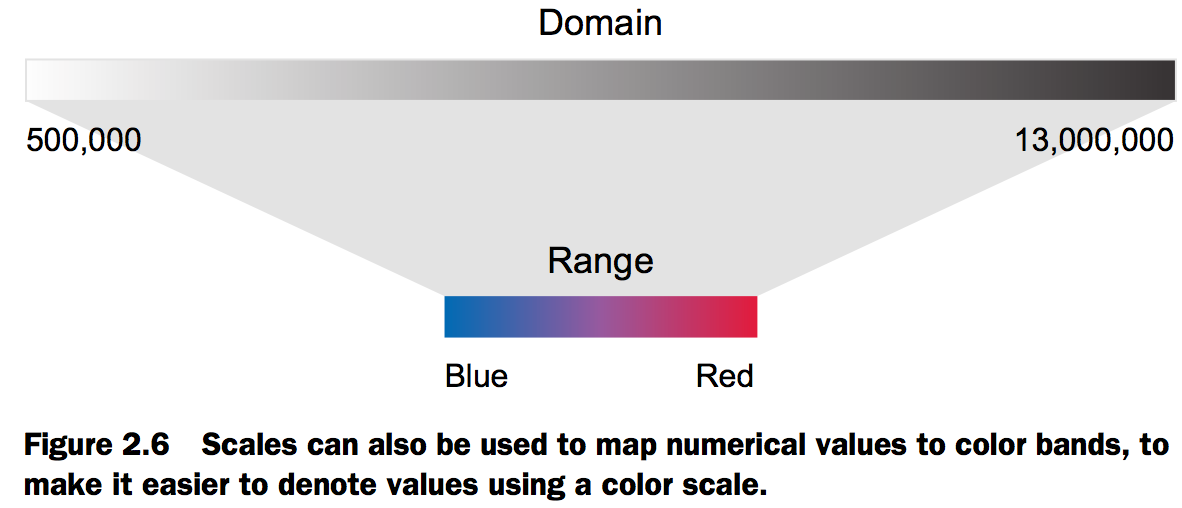 Domain
500,000 13,000,000
Range
Blue Red
Figure 2.6 Scales can also be used to map numerical values to color bands, to
make it easier to denote values using a color scale.